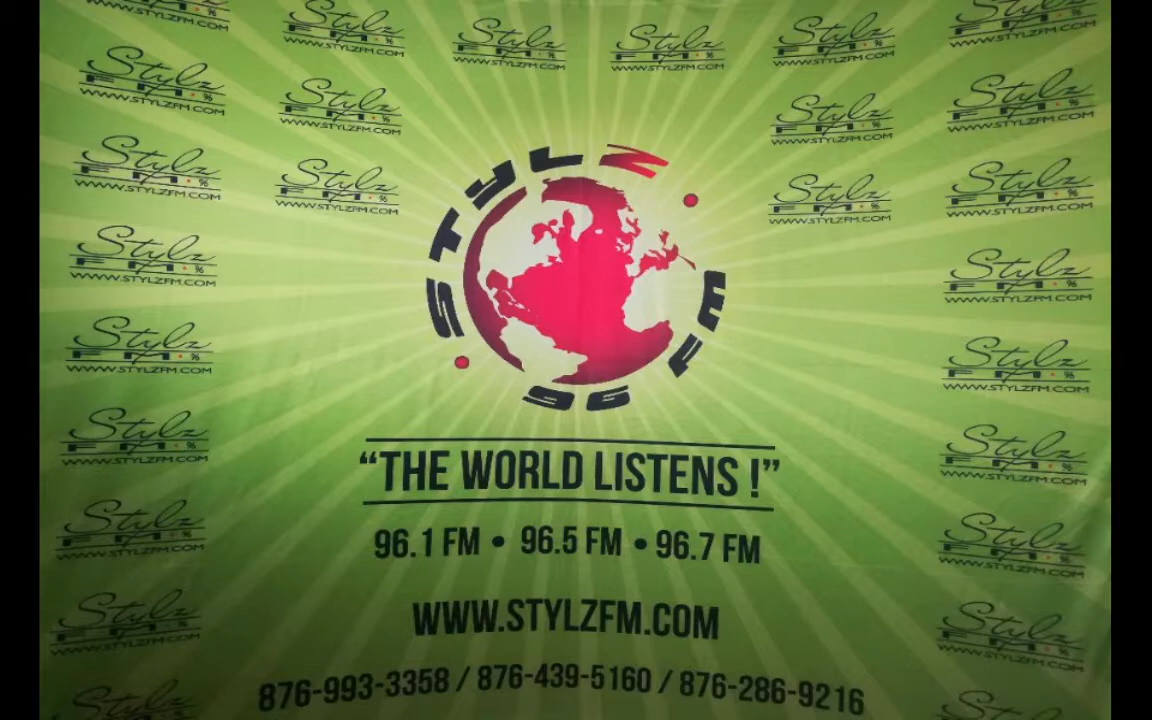 Stylz FM .96
WWW.STYLZFM.COM
STYLZ FM 96
“THE WORLD LISTENS !”
96.1 FM • 96.5 FM • 96.7 FM
WWW.STYLZFM.COM
876-993-3358 / 876-439-5160 / 876-286-9216